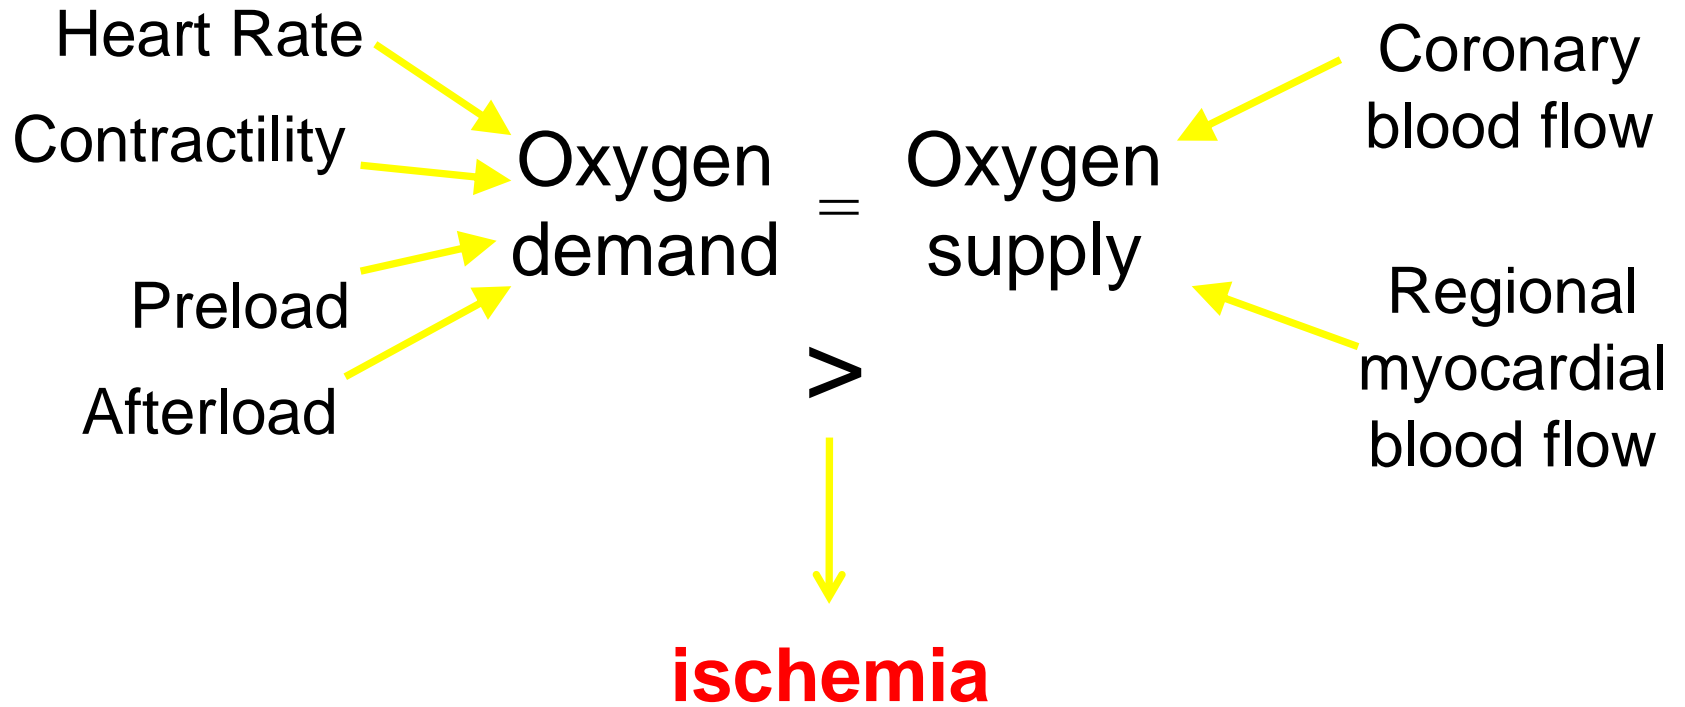 Heart Rate
Contractility
Preload
Afterload
Oxygen
demand
=
Oxygen
supply
Coronary
blood flow
Regional
myocardial
blood flow
>
ischemia